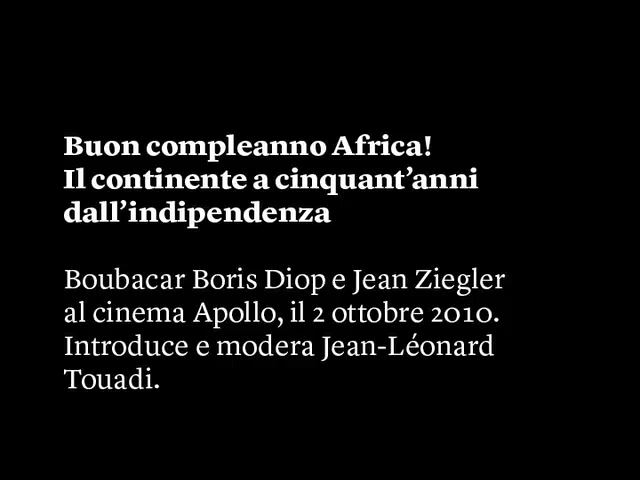 Buon compleanno Africa!
Il continente a cinquant’anni
dall’indipendenza
Boubacar Boris Diop e Jean Ziegler
al cinema Apollo, il 2 ottobre 2010.
Introduce e modera Jean-Léonard
Touadi.